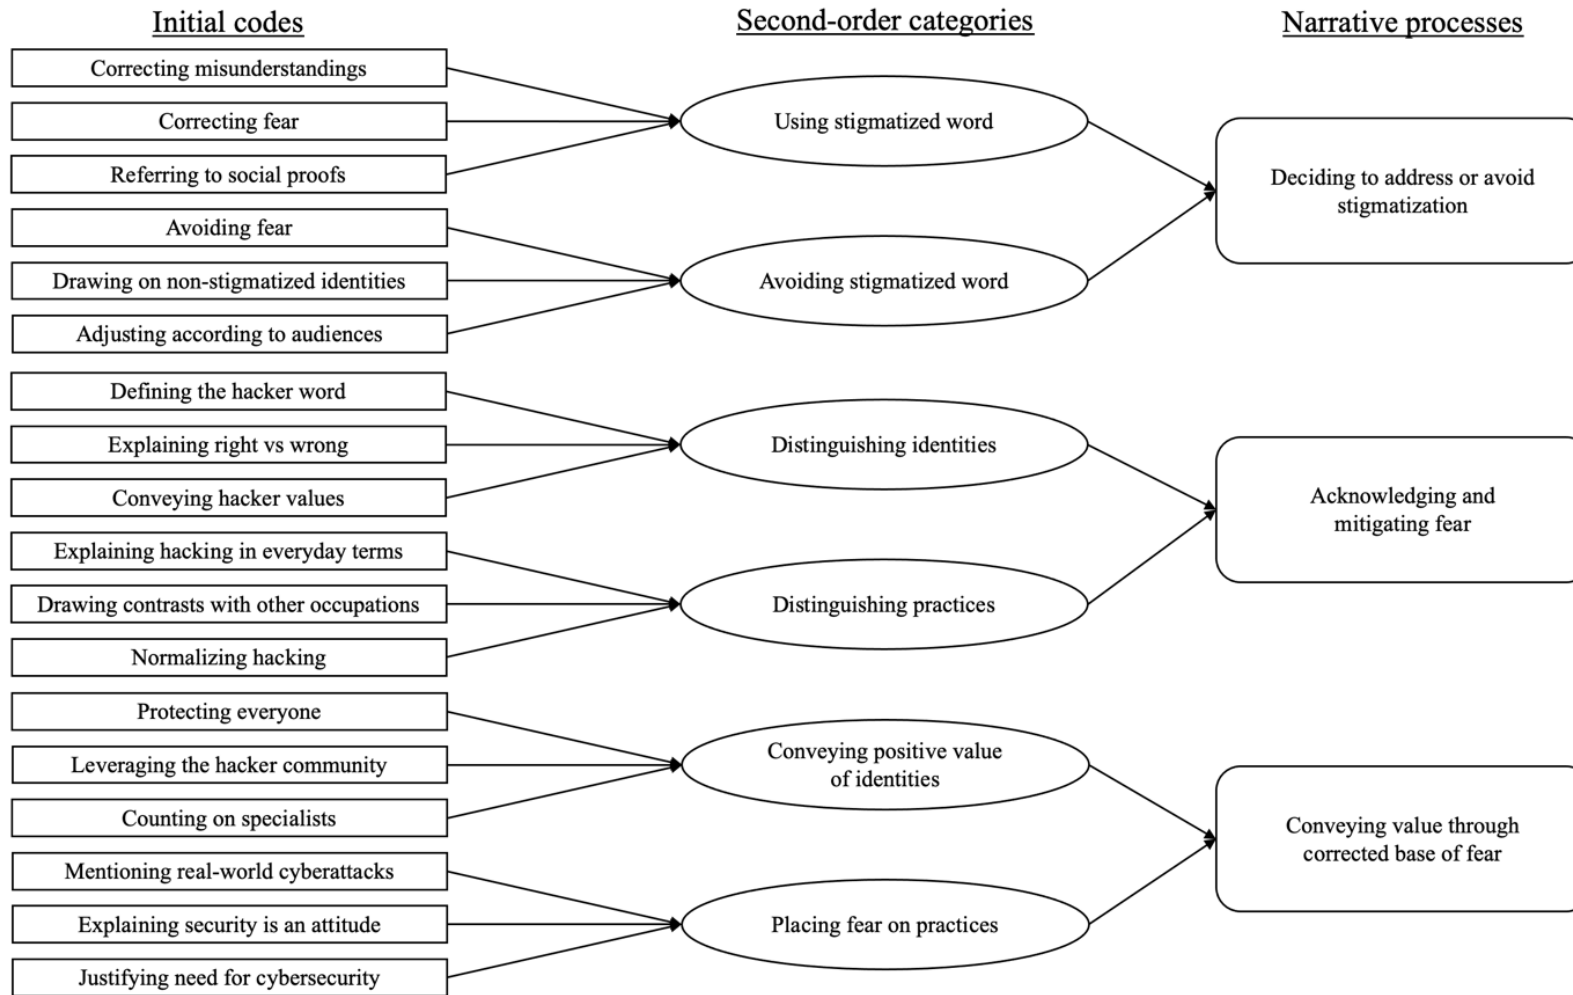 Initial codes
Second-order categories
Narrative processes
Correcting misunderstandings
Correcting fear
Referring to social proofs
Avoiding fear
Drawing on non-stigmatized identities
Adjusting according to audiences
Defining the hacker word
Explaining right vs wrong
Conveying hacker values
Explaining hacking in everyday terms
Drawing contrasts with other occupations
Normalizing hacking
Protecting everyone
Leveraging the hacker community
Counting on specialists
Mentioning real-world cyberattacks
Explaining security is an attitude
Justifying need for cybersecurity
Using stigmatized word
Avoiding stigmatized word
Distinguishing identities
Distinguishing practices
Conveying positive value
of identities
Placing fear on practices
Deciding to address or avoid
stigmatization
Acknowledging and
mitigating fear
Conveying value through
corrected base of fear